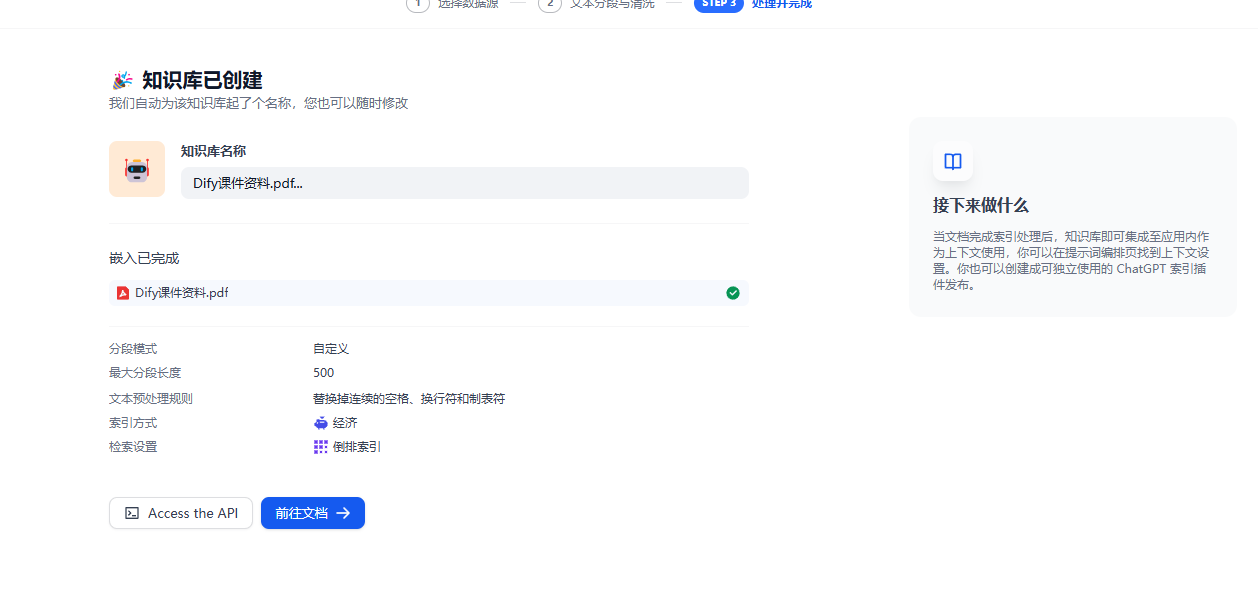 1 选择数据源 2 文本分段与清洗 STEP 3 处理并完成
知识库已创建
我们自动为该知识库起了个名称，您也可以随时修改
知识库名称
Dify课件资料.pdf...
嵌入已完成
Dify课件资料.pdf
分段模式 自定义
最大分段长度 500
文本预处理规则 替换掉连续的空格、换行符和制表符
索引方式 经济
检索设置 倒排索引
Access the API 前往文档
接下来做什么
当文档完成索引处理后，知识库即可集成至应用内作
为上下文使用，你可以在提示词编排页找到上下文设
置。你也可以创建成可独立使用的 ChatGPT 索引插
件发布。